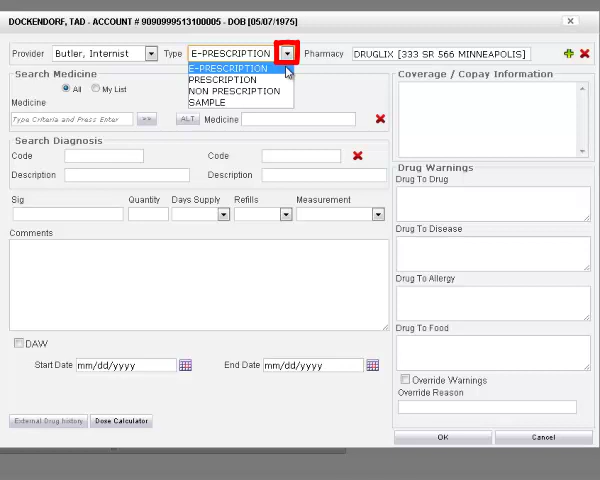 DOCKENDORF, TAD - ACCOUNT # 9090999513100005 - DOB [05/07/1975]
Provider Butler, Internist Type E-PRESCRIPTION Pharmacy DRUGLIX [333 SR 566 MINNEAPOLIS]
E-PRESCRIPTION
PRESCRIPTION
NON PRESCRIPTION
SAMPLE
Search Medicine
All My List
Medicine
Type Criteria and Press Enter >> ALT Medicine
Search Diagnosis
Code Code
Description Description
Sig Quantity Days Supply Refills Measurement
Comments
DAW
Start Date mm/dd/yyyy End Date mm/dd/yyyy
External Drug history Dose Calculator
Coverage / Copay Information
Drug Warnings
Drug To Drug
Drug To Disease
Drug To Allergy
Drug To Food
Override Warnings
Override Reason
OK Cancel